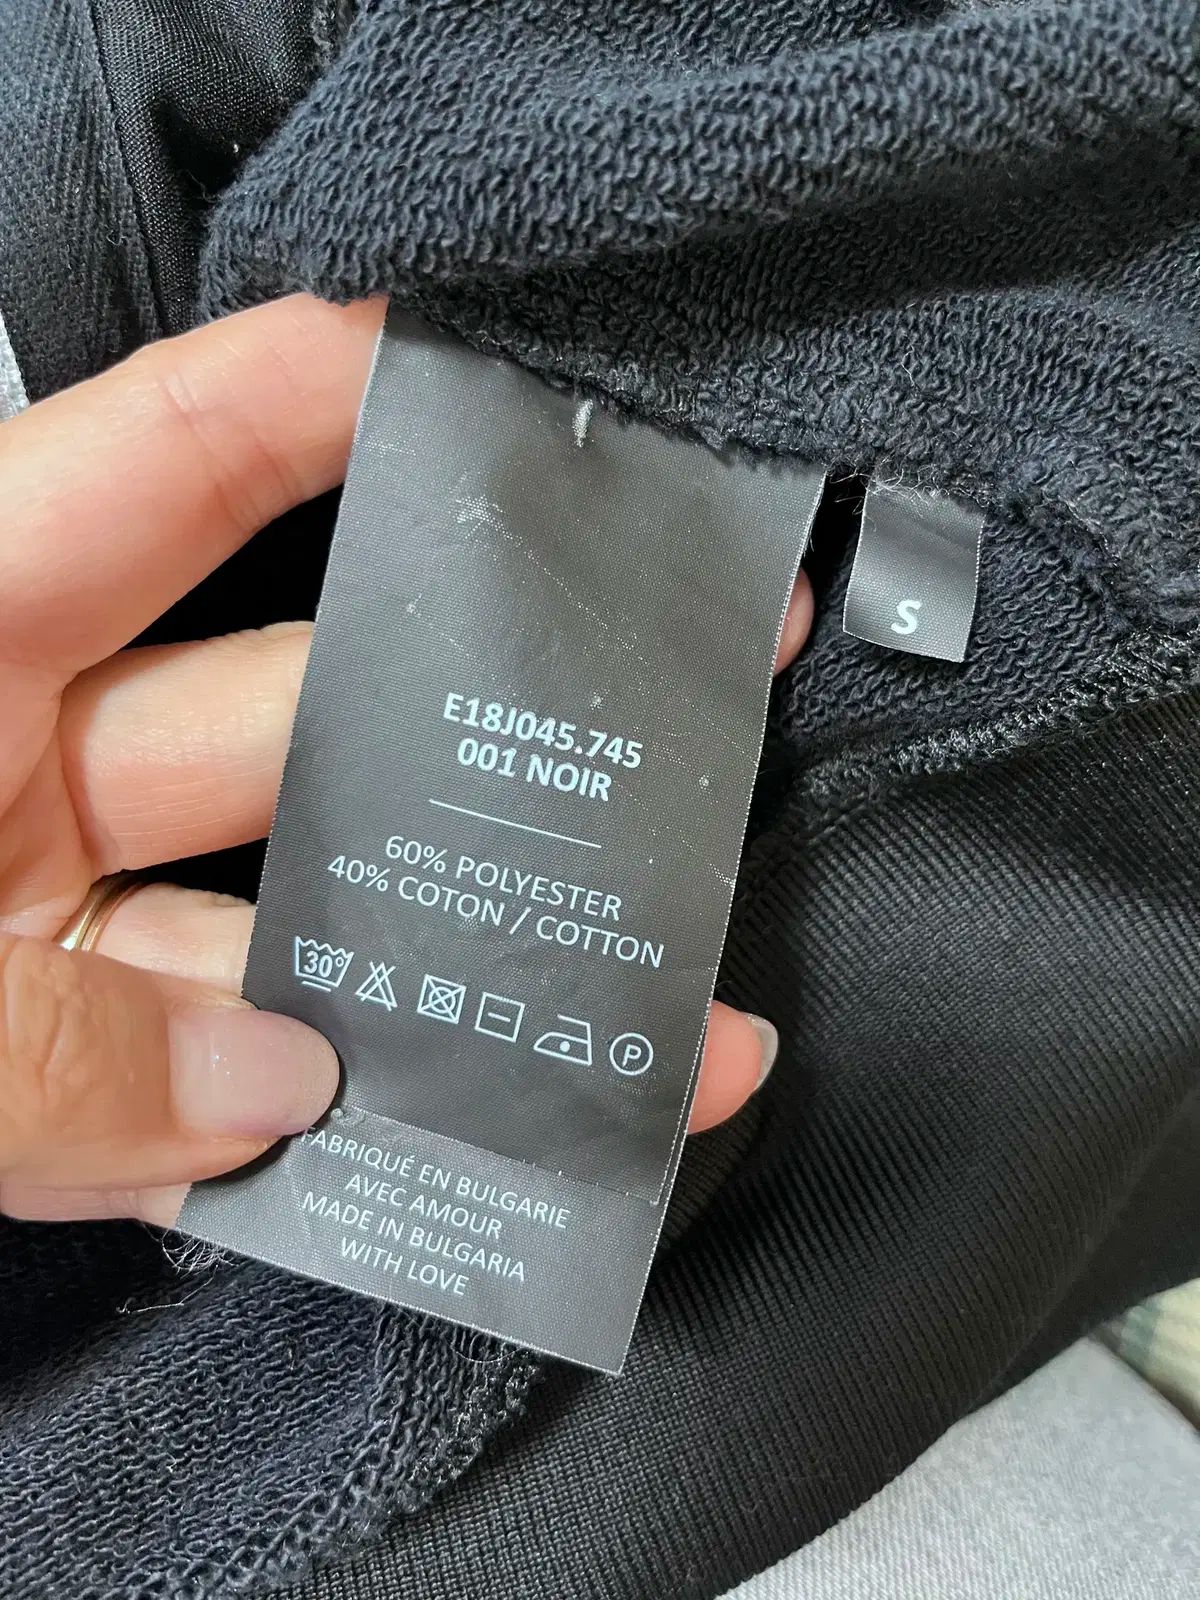 E18J045.745
001 NOIR
60% POLYESTER
40% COTON / COTTON
30°
P
FABRIQUÉ EN BULGARIE
AVEC AMOUR
MADE IN BULGARIA
WITH LOVE
S